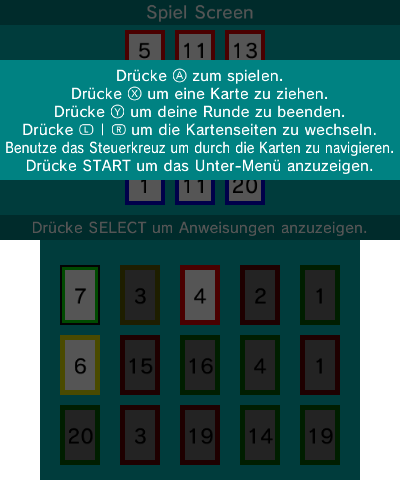 Spiel Screen
5 11 13
Drücke Ⓐ zum spielen.
Drücke Ⓧ um eine Karte zu ziehen.
Drücke Ⓨ um deine Runde zu beenden.
Drücke Ⓛ | Ⓡ um die Kartenseiten zu wechseln.
Benutze das Steuerkreuz um durch die Karten zu navigieren.
Drücke START um das Unter-Menü anzuzeigen.
1 11 20
Drücke SELECT um Anweisungen anzuzeigen.
7 3 4 2 1
6 15 16 4 1
20 3 19 14 19